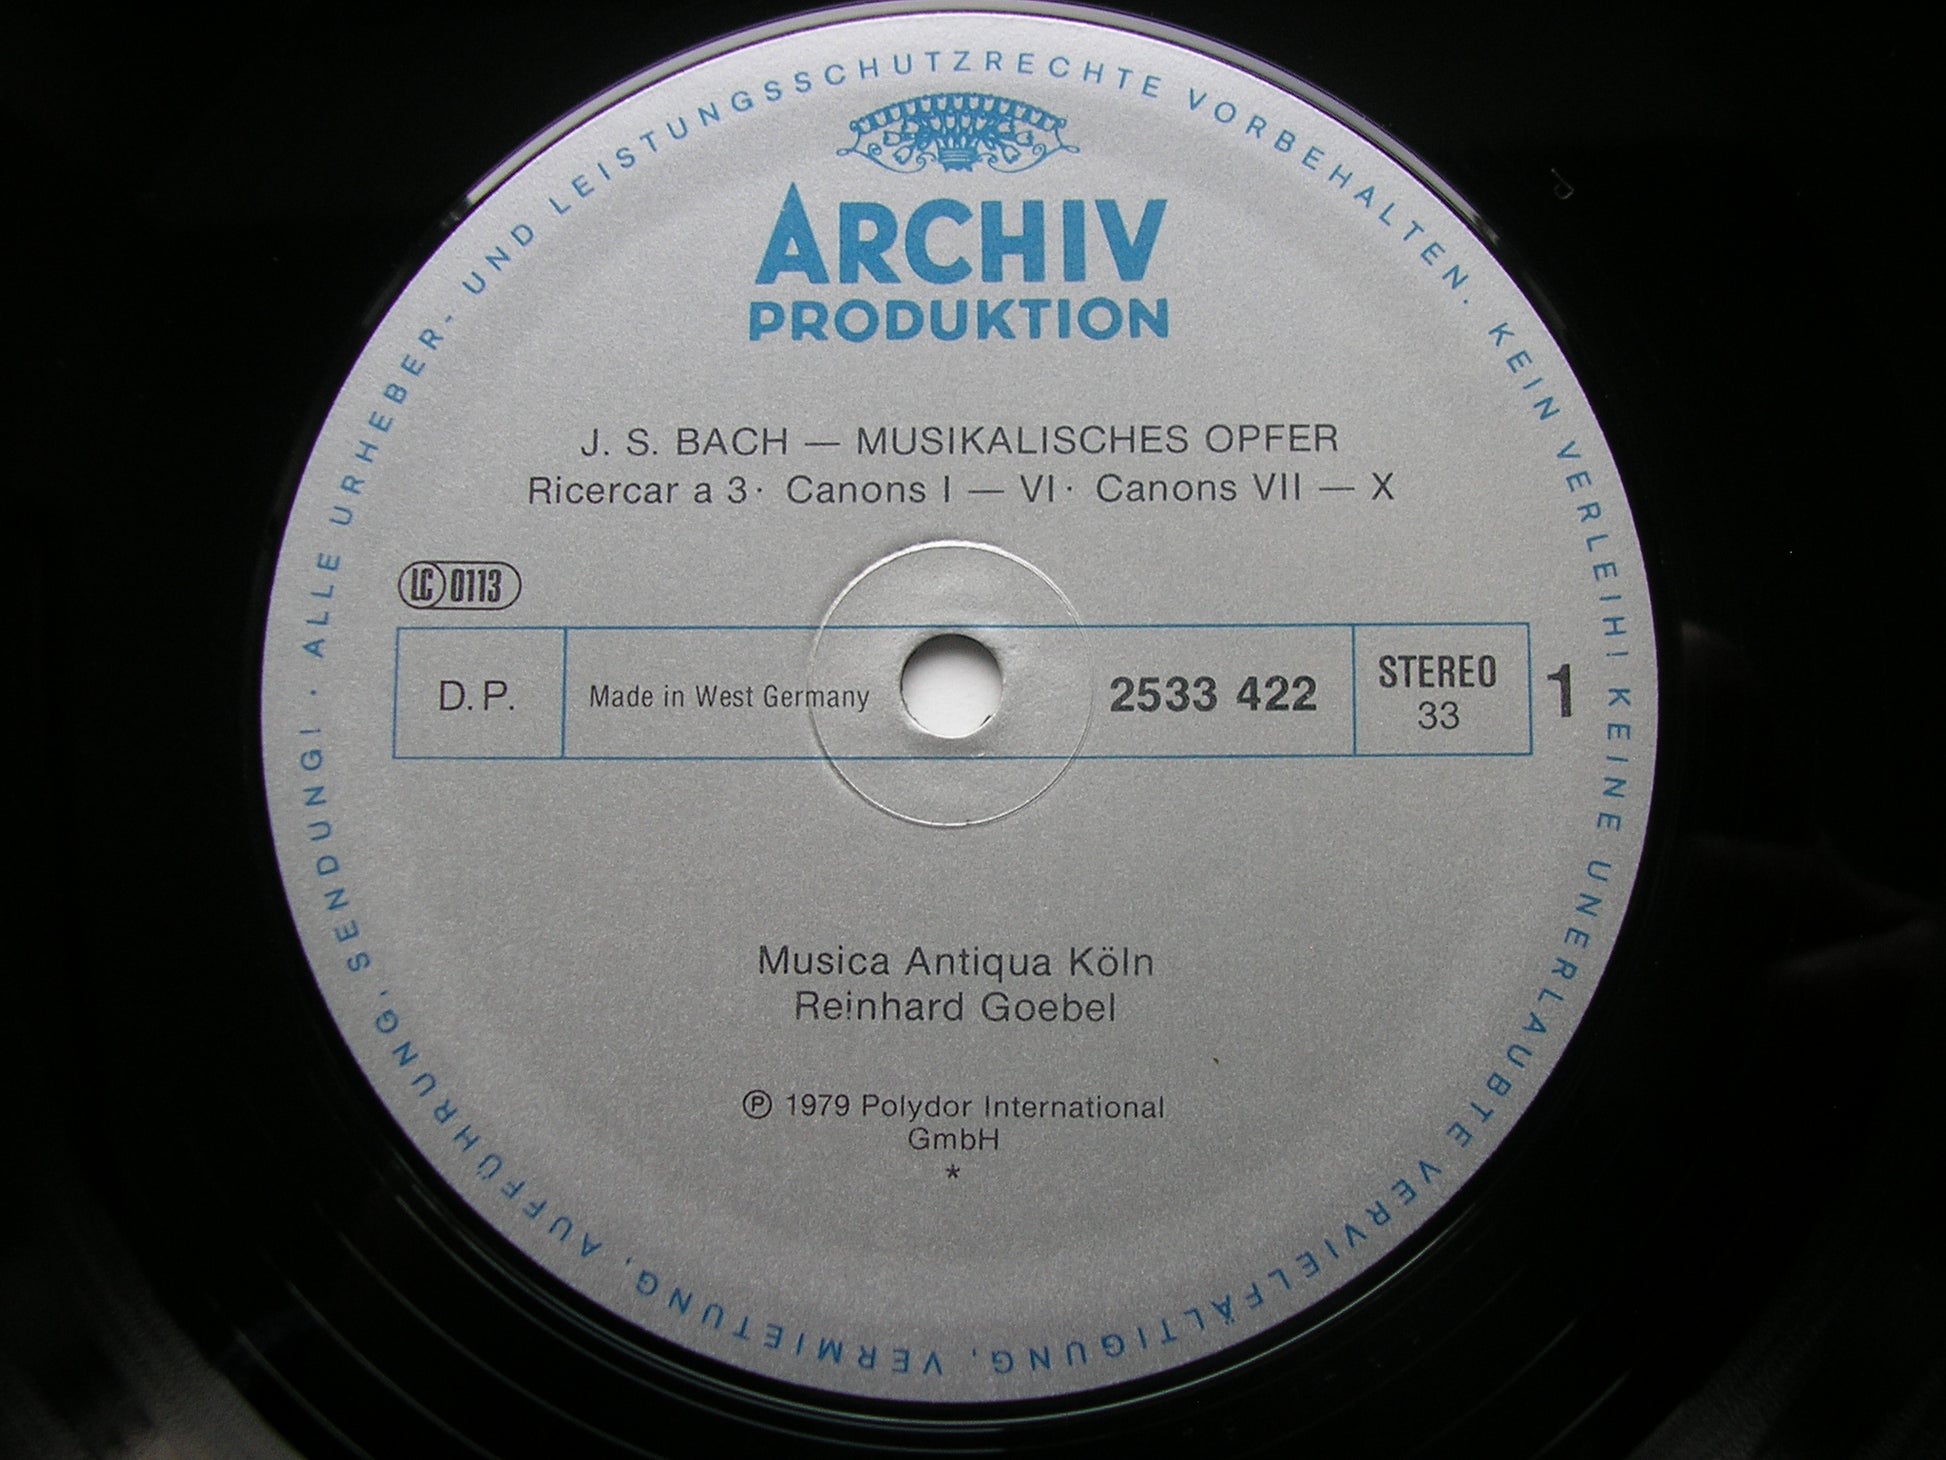 ALLE URHEBER- UND LEISTUNGSSCHUTZRECHTE VORBEHALTEN. KEIN VERLEIH! KEINE UNERLAUBTE VERVIELFÄLTIGUNG, VERMIETUNG, AUFFÜHRUNG, SENDUNG! ·
ARCHIV
PRODUKTION
J. S. BACH — MUSIKALISCHES OPFER
Ricercar a 3 · Canons I — VI · Canons VII — X
LC 0113
D. P.
Made in West Germany
2533 422
STEREO
33
1
Musica Antiqua Köln
Reinhard Goebel
Ⓟ 1979 Polydor International
GmbH
*